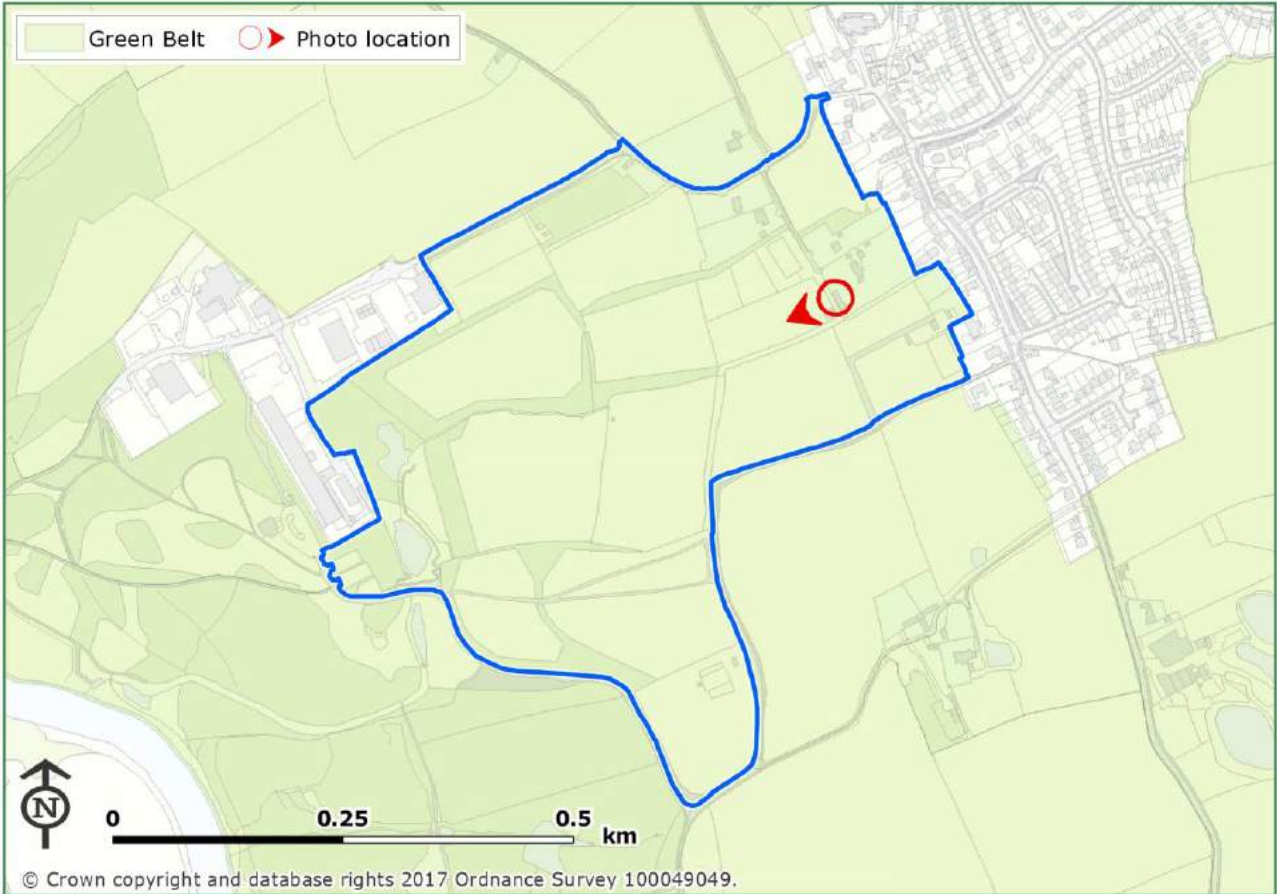 Green Belt Photo location
N
0 0.25 0.5
km
© Crown copyright and database rights 2017 Ordnance Survey 100049049.